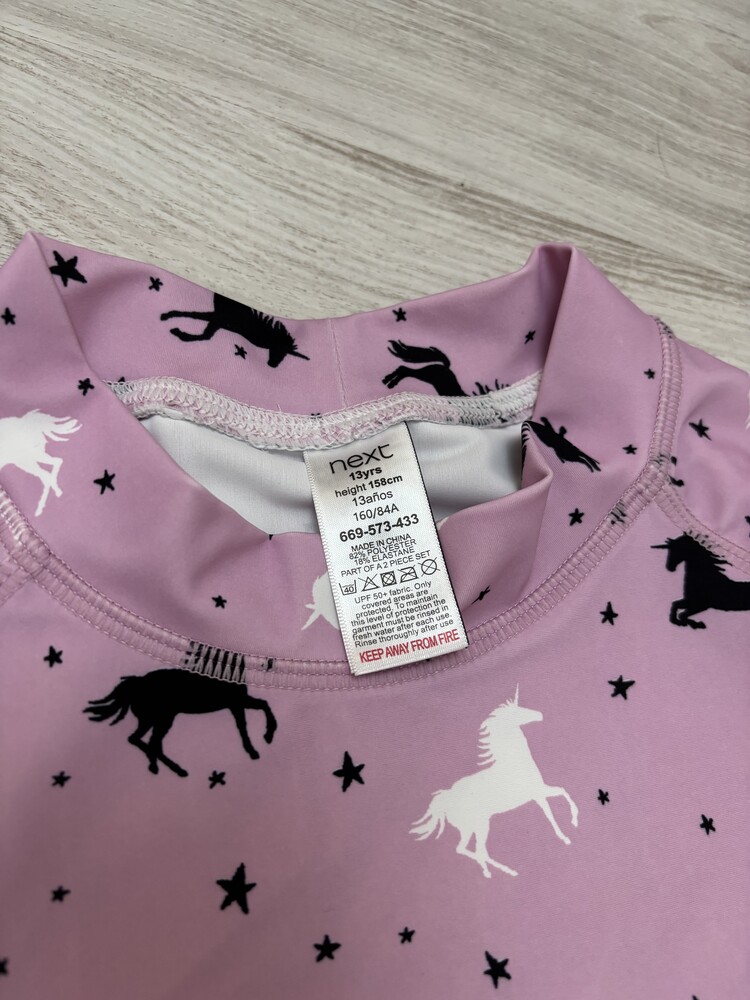 next
13yrs
height 158cm
13años
160/84A
669-573-433
MADE IN CHINA
82% POLYESTER
18% ELASTANE
PART OF A 2 PIECE SET
40
UPF 50+ fabric. Only
covered areas are
protected. To maintain
this level of protection the
garment must be rinsed in
fresh water after each use.
Rinse thoroughly after use
KEEP AWAY FROM FIRE